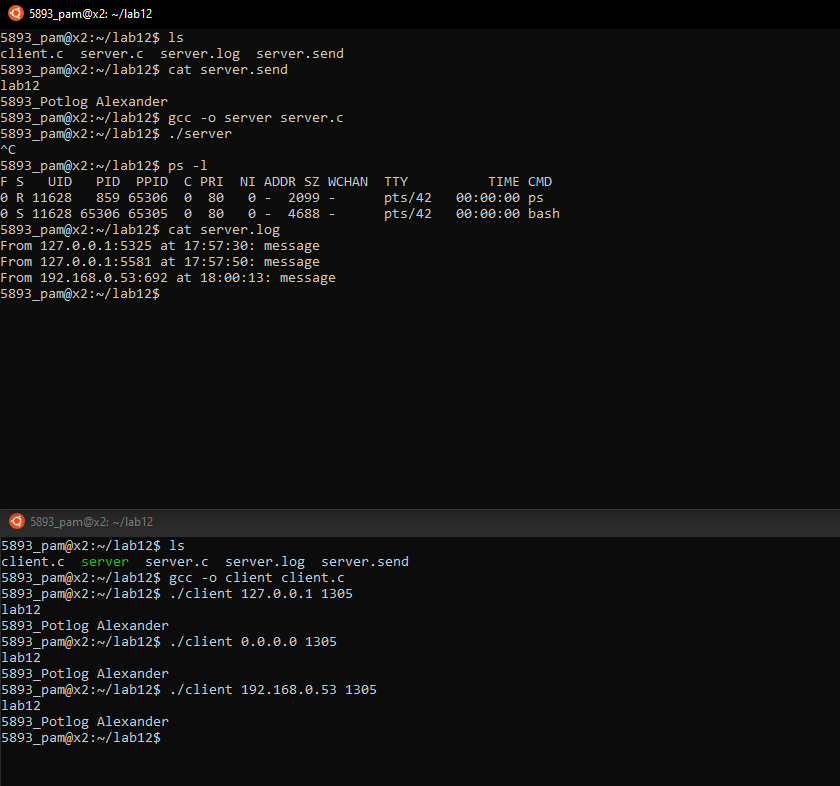 5893_pam@x2: ~/lab12
5893_pam@x2:~/lab12$ ls
client.c  server.c  server.log  server.send
5893_pam@x2:~/lab12$ cat server.send
lab12
5893_Potlog Alexander
5893_pam@x2:~/lab12$ gcc -o server server.c
5893_pam@x2:~/lab12$ ./server
^C
5893_pam@x2:~/lab12$ ps -l
F S   UID   PID  PPID  C PRI  NI ADDR SZ WCHAN  TTY          TIME CMD
0 R 11628   859 65306  0  80   0 -  2099 -      pts/42   00:00:00 ps
0 S 11628 65306 65305  0  80   0 -  4688 -      pts/42   00:00:00 bash
5893_pam@x2:~/lab12$ cat server.log
From 127.0.0.1:5325 at 17:57:30: message
From 127.0.0.1:5581 at 17:57:50: message
From 192.168.0.53:692 at 18:00:13: message
5893_pam@x2:~/lab12$
5893_pam@x2: ~/lab12
5893_pam@x2:~/lab12$ ls
client.c  server  server.c  server.log  server.send
5893_pam@x2:~/lab12$ gcc -o client client.c
5893_pam@x2:~/lab12$ ./client 127.0.0.1 1305
lab12
5893_Potlog Alexander
5893_pam@x2:~/lab12$ ./client 0.0.0.0 1305
lab12
5893_Potlog Alexander
5893_pam@x2:~/lab12$ ./client 192.168.0.53 1305
lab12
5893_Potlog Alexander
5893_pam@x2:~/lab12$